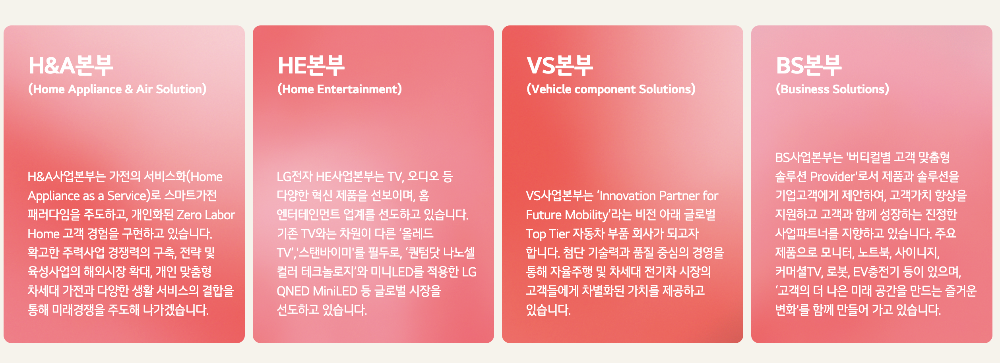 H&A본부
(Home Appliance & Air Solution)
H&A사업본부는 가전의 서비스화(Home
Appliance as a Service)로 스마트가전
패러다임을 주도하고, 개인화된 Zero Labor
Home 고객 경험을 구현하고 있습니다.
확고한 주력사업 경쟁력의 구축, 전략 및
육성사업의 해외시장 확대, 개인 맞춤형
차세대 가전과 다양한 생활 서비스의 결합을
통해 미래경쟁을 주도해 나가겠습니다.
HE본부
(Home Entertainment)
LG전자 HE사업본부는 TV, 오디오 등
다양한 혁신 제품을 선보이며, 홈
엔터테인먼트 업계를 선도하고 있습니다.
기존 TV와는 차원이 다른 ‘올레드
TV’,'스탠바이미'를 필두로, ‘퀀텀닷 나노셀
컬러 테크놀로지’와 미니LED를 적용한 LG
QNED MiniLED 등 글로벌 시장을
선도하고 있습니다.
VS본부
(Vehicle component Solutions)
VS사업본부는 ‘Innovation Partner for
Future Mobility’라는 비전 아래 글로벌
Top Tier 자동차 부품 회사가 되고자
합니다. 첨단 기술력과 품질 중심의 경영을
통해 자율주행 및 차세대 전기차 시장의
고객들에게 차별화된 가치를 제공하고
있습니다.
BS본부
(Business Solutions)
BS사업본부는 '버티컬별 고객 맞춤형
솔루션 Provider'로서 제품과 솔루션을
기업고객에게 제안하여, 고객가치 향상을
지원하고 고객과 함께 성장하는 진정한
사업파트너를 지향하고 있습니다. 주요
제품으로 모니터, 노트북, 사이니지,
커머셜TV, 로봇, EV충전기 등이 있으며,
‘고객의 더 나은 미래 공간을 만드는 즐거운
변화'를 함께 만들어 가고 있습니다.